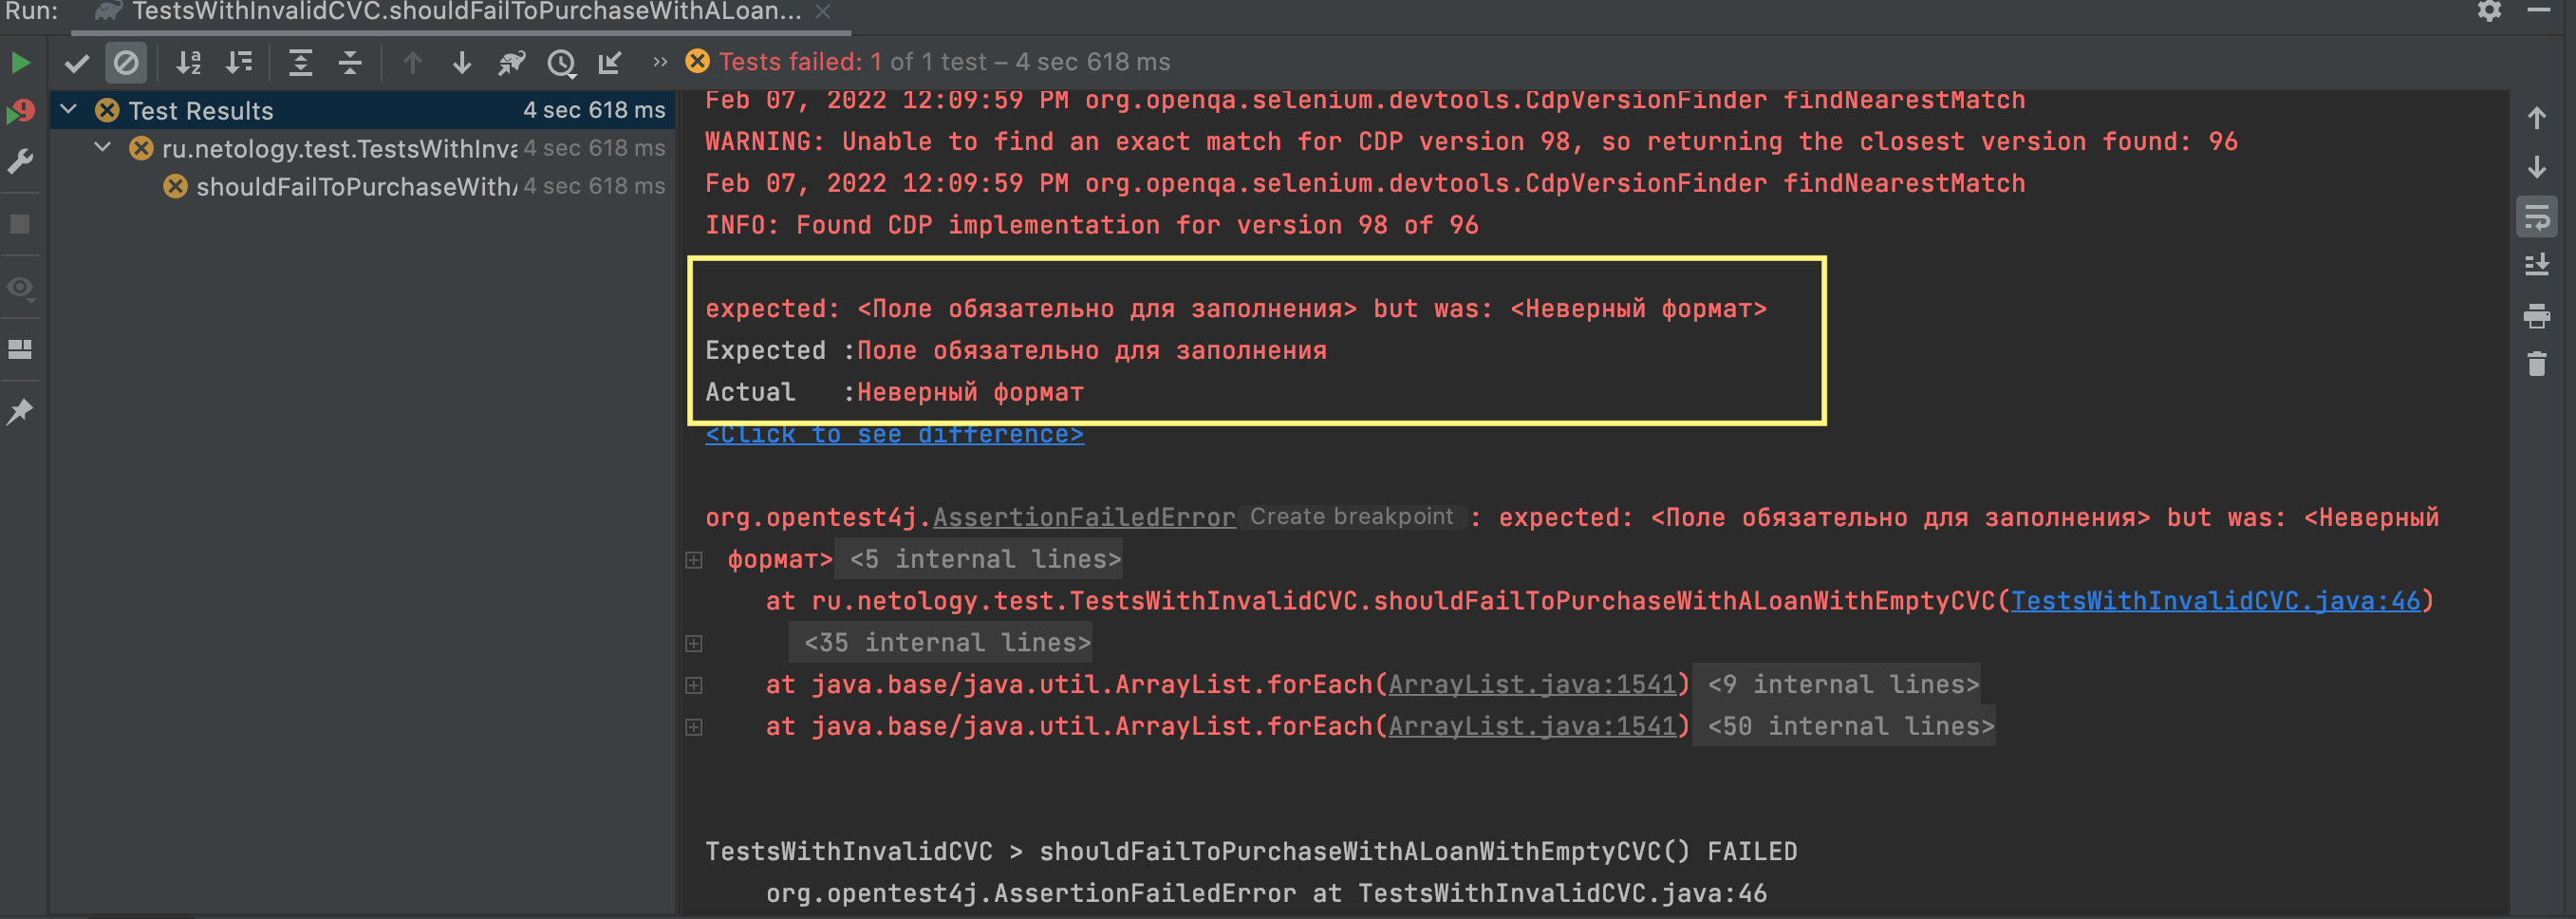 Run: TestsWithInvalidCVC.shouldFailToPurchaseWithALoan...
Tests failed: 1 of 1 test – 4 sec 618 ms
Test Results 4 sec 618 ms
ru.netology.test.TestsWithInva 4 sec 618 ms
shouldFailToPurchaseWithA 4 sec 618 ms
Feb 07, 2022 12:09:59 PM org.openqa.selenium.devtools.CdpVersionFinder findNearestMatch
WARNING: Unable to find an exact match for CDP version 98, so returning the closest version found: 96
Feb 07, 2022 12:09:59 PM org.openqa.selenium.devtools.CdpVersionFinder findNearestMatch
INFO: Found CDP implementation for version 98 of 96
expected: <Поле обязательно для заполнения> but was: <Неверный формат>
Expected :Поле обязательно для заполнения
Actual   :Неверный формат
<Click to see difference>
org.opentest4j.AssertionFailedError Create breakpoint : expected: <Поле обязательно для заполнения> but was: <Неверный
формат> <5 internal lines>
at ru.netology.test.TestsWithInvalidCVC.shouldFailToPurchaseWithALoanWithEmptyCVC(TestsWithInvalidCVC.java:46)
<35 internal lines>
at java.base/java.util.ArrayList.forEach(ArrayList.java:1541) <9 internal lines>
at java.base/java.util.ArrayList.forEach(ArrayList.java:1541) <50 internal lines>
TestsWithInvalidCVC > shouldFailToPurchaseWithALoanWithEmptyCVC() FAILED
org.opentest4j.AssertionFailedError at TestsWithInvalidCVC.java:46